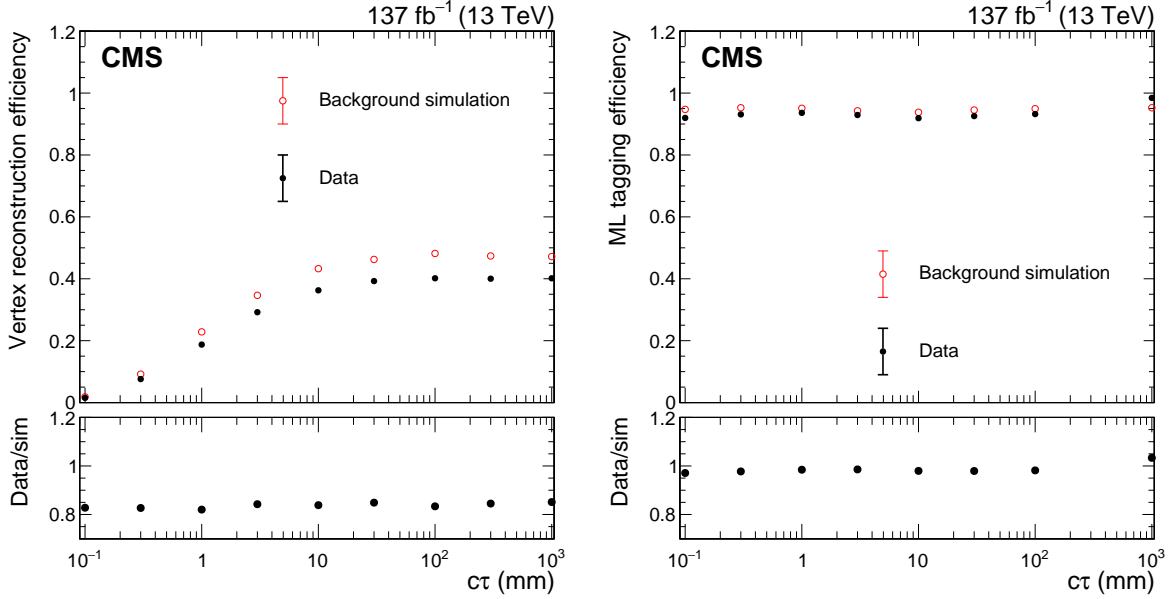 137 fb⁻¹ (13 TeV)
CMS
Vertex reconstruction efficiency
1.2
1
0.8
0.6
0.4
0.2
0
Background simulation
Data
Data/sim
1.2
1
0.8
10⁻¹ 1 10 10² 10³
cτ (mm)
137 fb⁻¹ (13 TeV)
CMS
ML tagging efficiency
1.2
1
0.8
0.6
0.4
0.2
0
Background simulation
Data
Data/sim
1.2
1
0.8
10⁻¹ 1 10 10² 10³
cτ (mm)